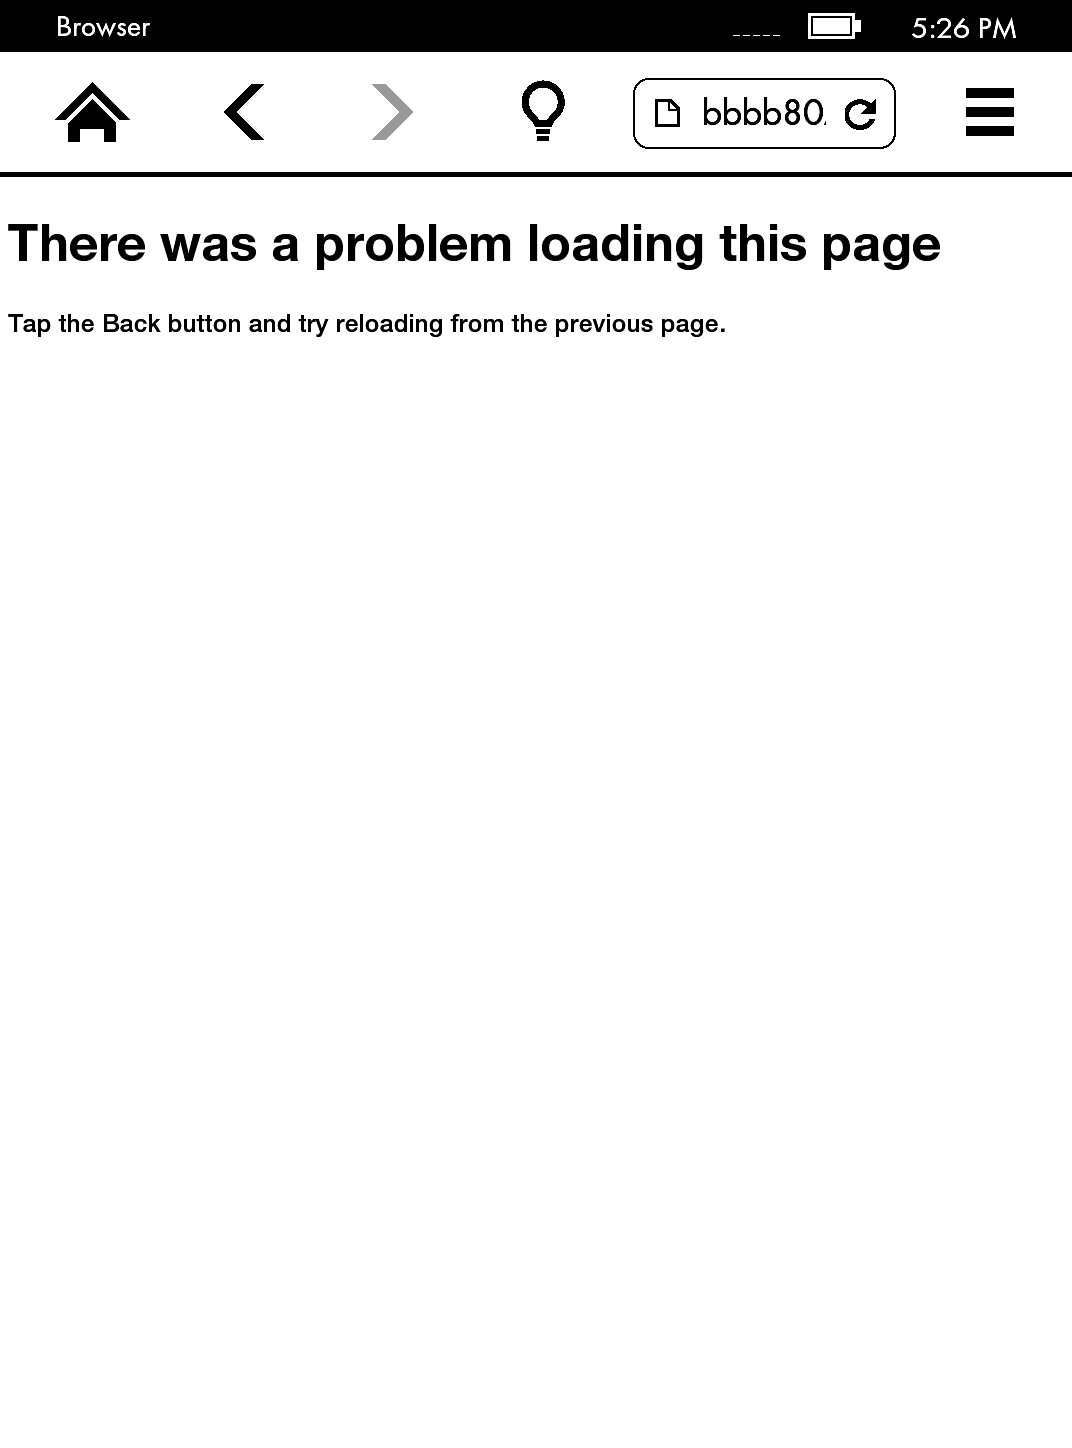 Browser
5:26 PM
bbbb80.
There was a problem loading this page
Tap the Back button and try reloading from the previous page.